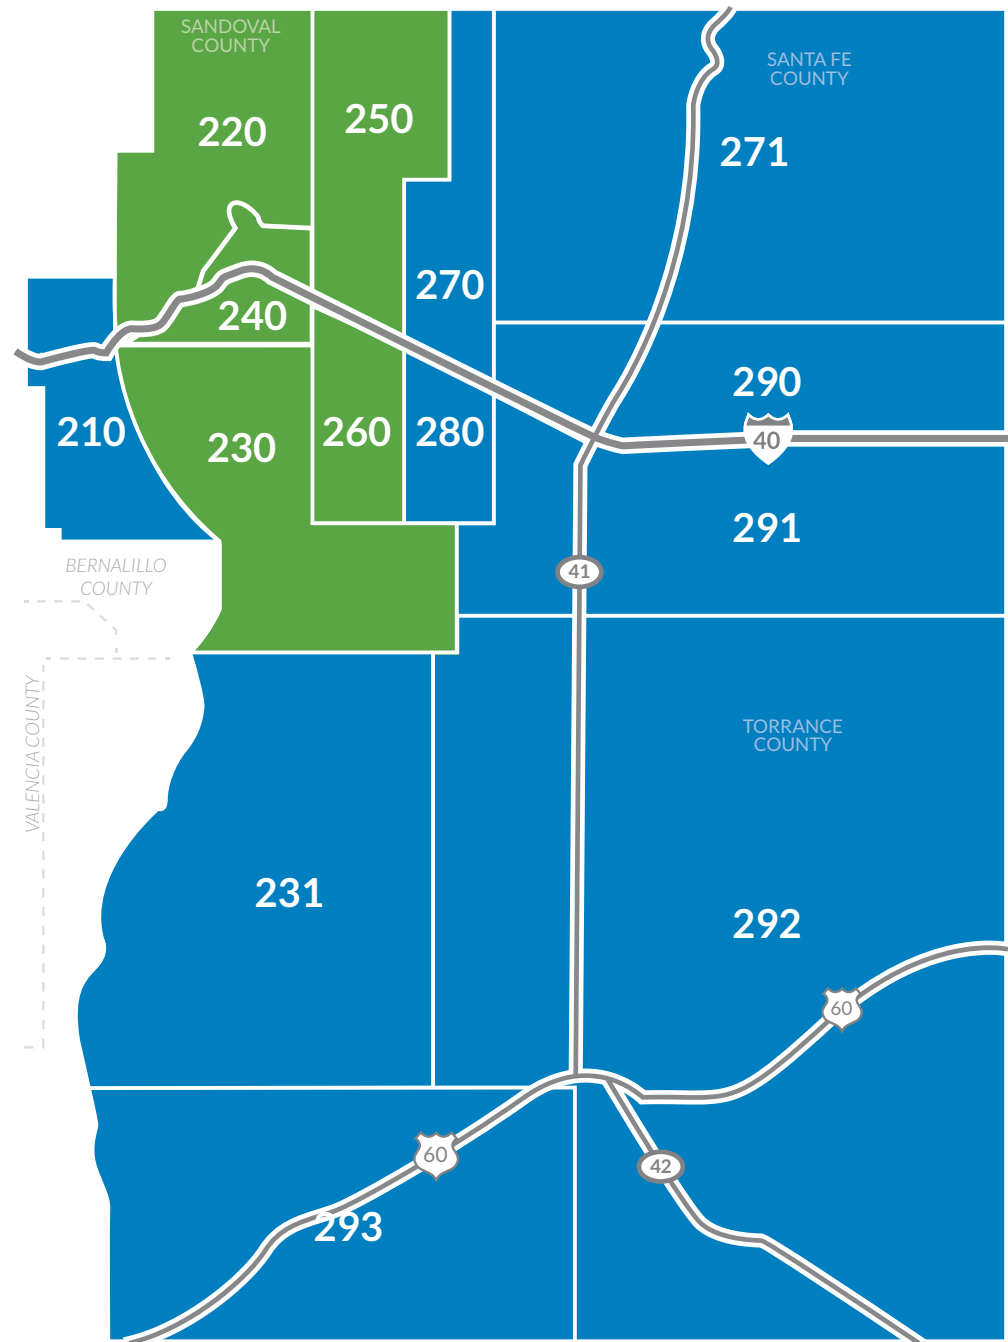 SANDOVAL
COUNTY
SANTA FE
COUNTY
250
220
271
270
240
290
210
260
280
230
40
291
BERNALILLO
COUNTY
41
VALENCIA COUNTY
TORRANCE
COUNTY
231
292
60
60
42
293